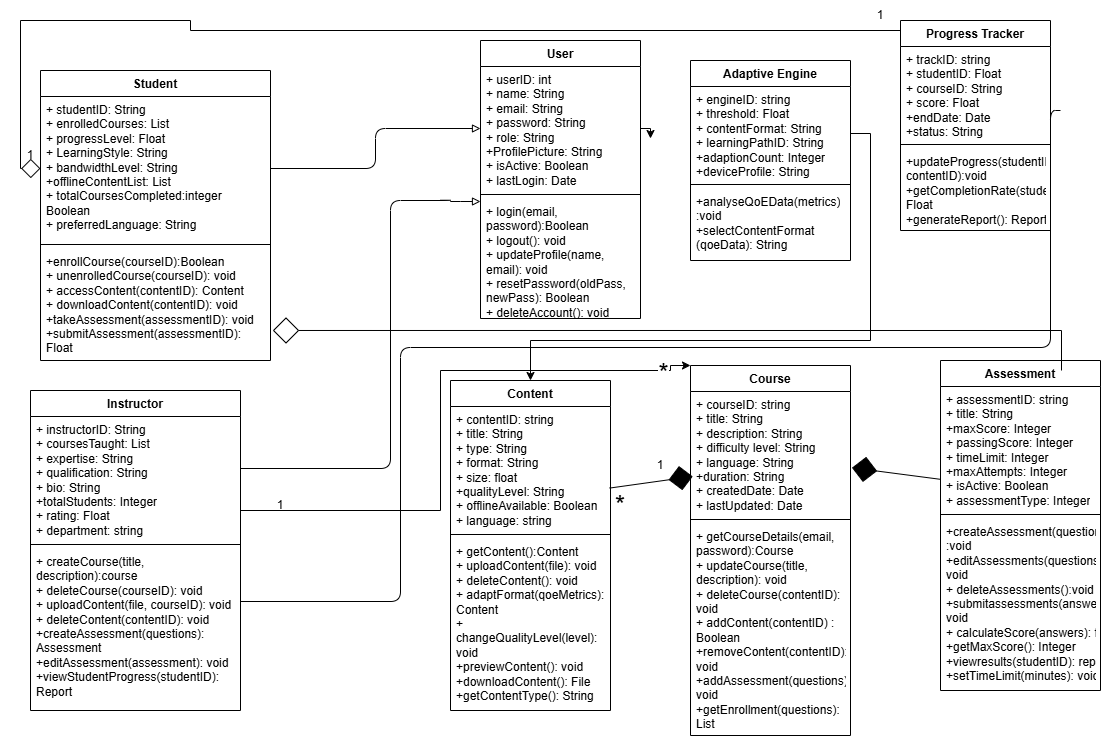 1
Progress Tracker
+ trackID: string
+ studentID: Float
+ courseID: String
+ score: Float
+ endDate: Date
+status: String
+updateProgress(studentI
contentID):void
+getCompletionRate(stude
Float
+generateReport(): Report
User
+ userID: int
+ name: String
+ email: String
+ password: String
+ role: String
+ProfilePicture: String
+ isActive: Boolean
+ lastLogin: Date
+ login(email,
password):Boolean
+ logout(): void
+ updateProfile(name,
email): void
+ resetPassword(oldPass,
newPass): Boolean
+ deleteAccount(): void
Adaptive Engine
+ engineID: string
+ threshold: Float
+ contentFormat: String
+ learningPathID: String
+ adaptionCount: Integer
+ deviceProfile: String
+analyseQoEData(metrics)
:void
+selectContentFormat
(qoeData): String
Student
+ studentID: String
+ enrolledCourses: List
+ progressLevel: Float
+ LearningStyle: String
+ bandwidthLevel: String
+offlineContentList: List
+ totalCoursesCompleted:integer
Boolean
+ preferredLanguage: String
+enrollCourse(courseID):Boolean
+ unenrolledCourse(courseID): void
+ accessContent(contentID): Content
+ downloadContent(contentID): void
+takeAssessment(assessmentID): void
+submitAssessment(assessmentID):
Float
1
Instructor
+ instructorID: String
+ coursesTaught: List
+ expertise: String
+ qualification: String
+ bio: String
+totalStudents: Integer
+ rating: Float
+ department: string
+ createCourse(title,
description):course
+ deleteCourse(courseID): void
+ uploadContent(file, courseID): void
+ deleteContent(contentID): void
+createAssessment(questions):
Assessment
+editAssessment(assessment): void
+viewStudentProgress(studentID):
Report
1
*
Content
+ contentID: string
+ title: String
+ type: String
+ format: String
+ size: float
+qualityLevel: String
+ offlineAvailable: Boolean
+ language: string
+ getContent():Content
+ uploadContent(file): void
+ deleteContent(): void
+ adaptFormat(qoeMetrics):
Content
+
changeQualityLevel(level):
void
+previewContent(): void
+downloadContent(): File
+getContentType(): String
1
*
Course
+ courseID: string
+ title: String
+ description: String
+ difficulty level: String
+ language: String
+duration: String
+ createdDate: Date
+ lastUpdated: Date
+ getCourseDetails(email,
password):Course
+ updateCourse(title,
description): void
+ deleteCourse(contentID):
void
+ addContent(contentID) :
Boolean
+removeContent(contentID):
void
+addAssessment(questions)
void
+getEnrollment(questions):
List
Assessment
+ assessmentID: string
+ title: String
+maxScore: Integer
+ passingScore: Integer
+ timeLimit: Integer
+maxAttempts: Integer
+ isActive: Boolean
+ assessmentType: Integer
+createAssessment(question
:void
+editAssessments(questions
void
+ deleteAssessments():void
+submitassessments(answe
void
+ calculateScore(answers):
+getMaxScore(): Integer
+viewresults(studentID): rep
+setTimeLimit(minutes): void